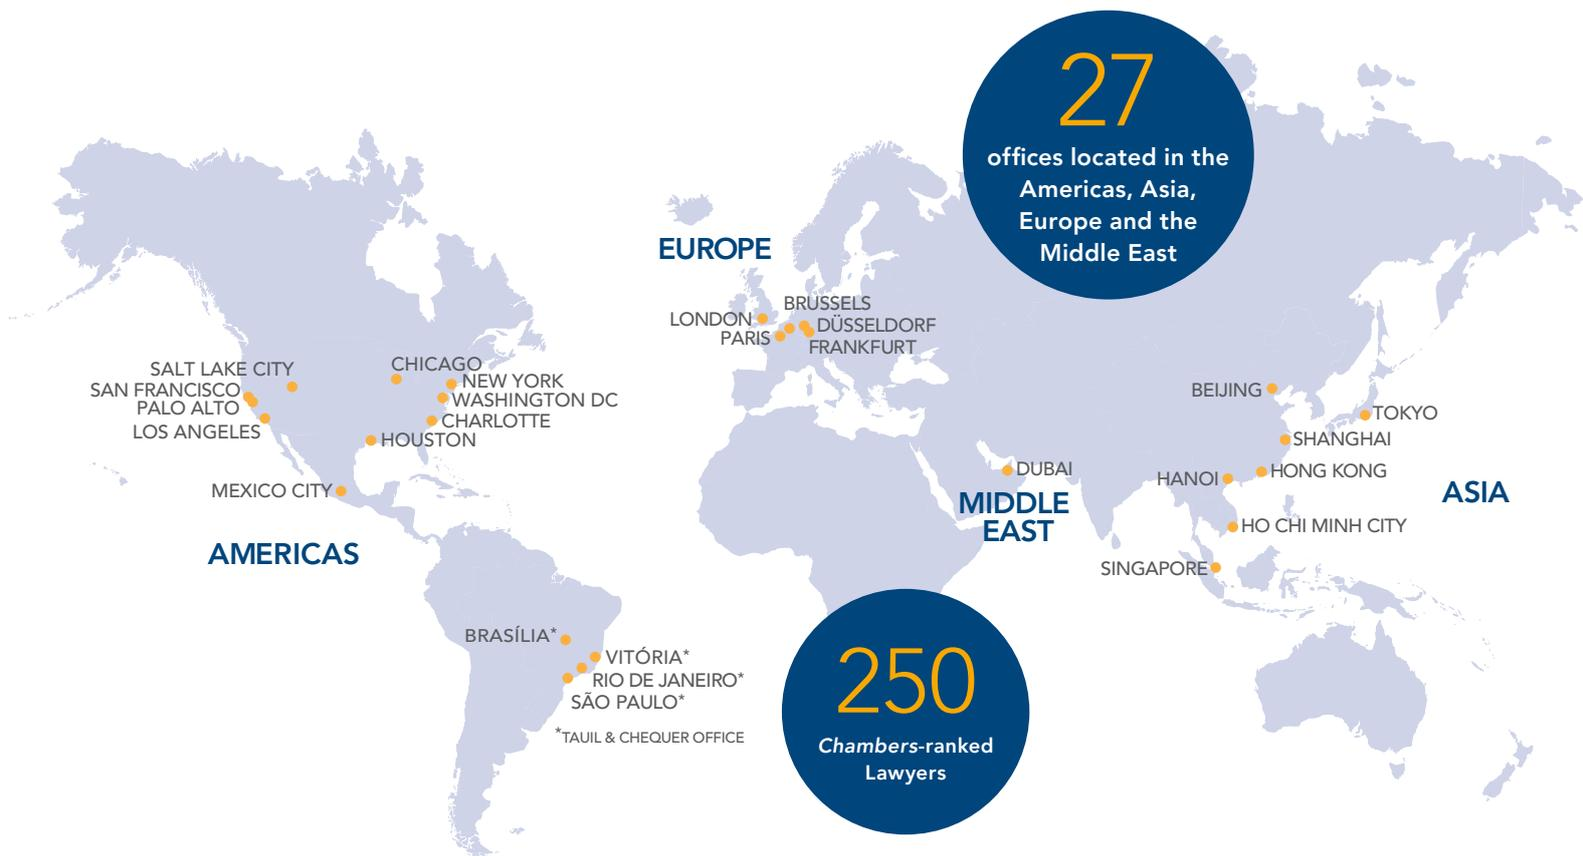 27
offices located in the
Americas, Asia,
Europe and the
Middle East
EUROPE
BRUSSELS
LONDON
DÜSSELDORF
PARIS
FRANKFURT
SALT LAKE CITY
CHICAGO
SAN FRANCISCO
NEW YORK
PALO ALTO
WASHINGTON DC
LOS ANGELES
CHARLOTTE
HOUSTON
MEXICO CITY
AMERICAS
BEIJING
TOKYO
SHANGHAI
DUBAI
HANOI
HONG KONG
MIDDLE
EAST
ASIA
HO CHI MINH CITY
SINGAPORE
BRASÍLIA*
VITÓRIA*
RIO DE JANEIRO*
SÃO PAULO*
*TAUIL & CHEQUER OFFICE
250
Chambers-ranked
Lawyers